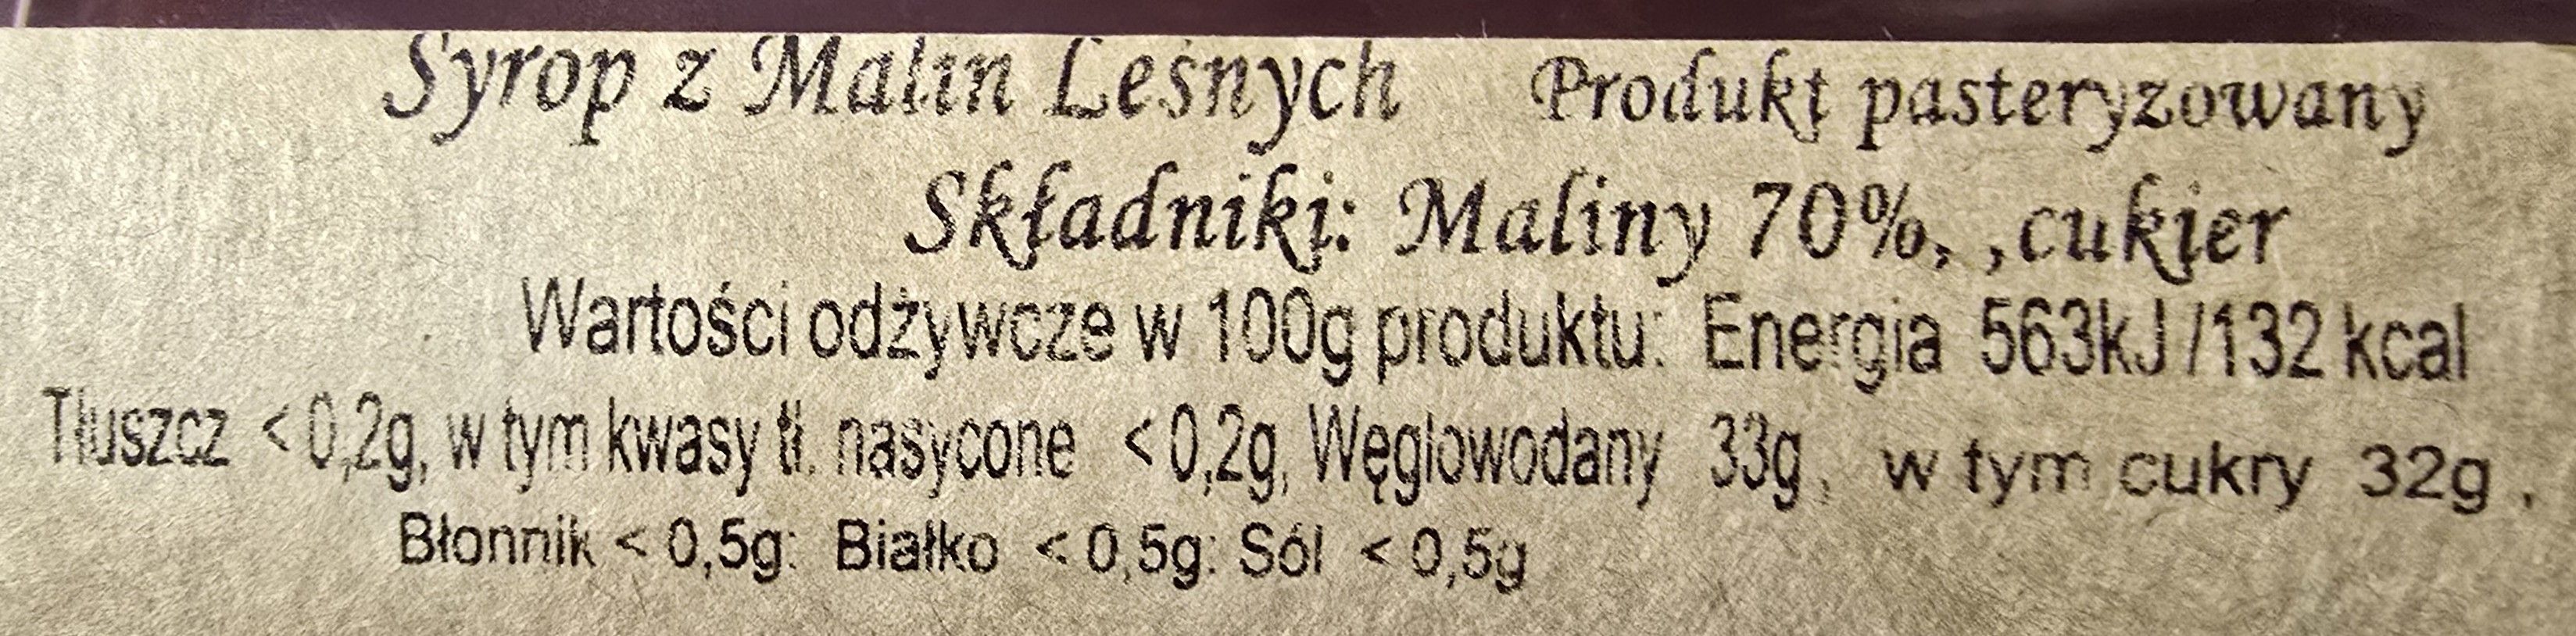 Syrop z Malin Leśnych Produkt pasteryzowany
Składniki: Maliny 70%, ,cukier
Wartości odżywcze w 100g produktu: Energia 563kJ /132 kcal
Tłuszcz < 0,2g, w tym kwasy tł. nasycone < 0,2g, Węglowodany 33g, w tym cukry 32g ,
Błonnik < 0,5g: Białko < 0,5g: Sól < 0,5g